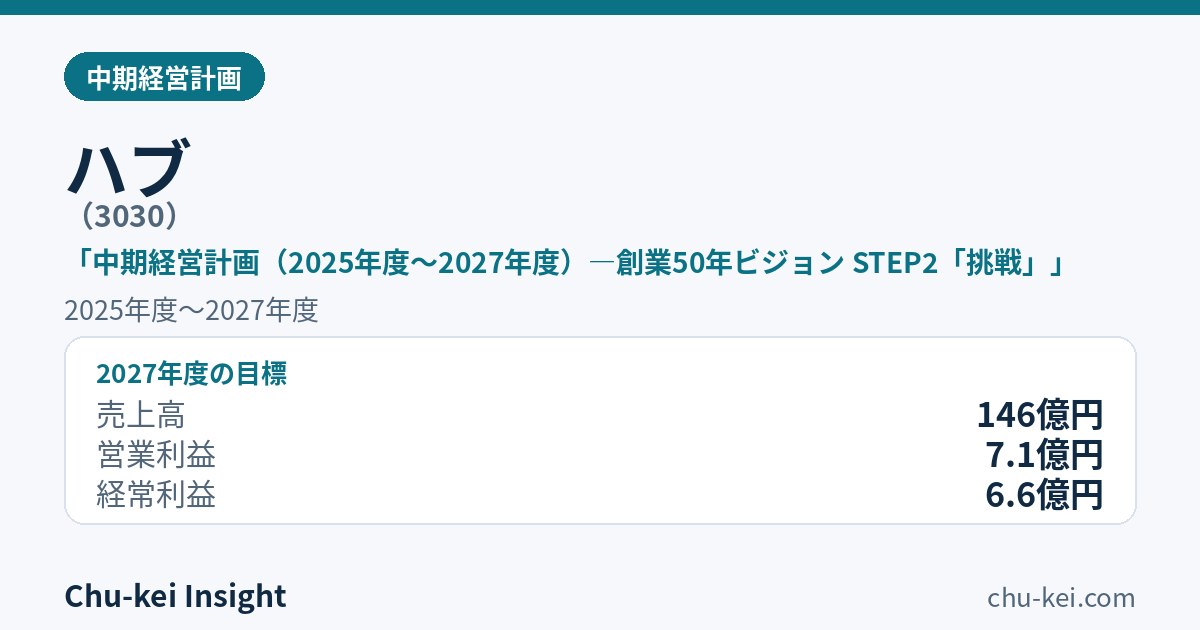 中期経営計画
ハブ
（3030）
「中期経営計画（2025年度～2027年度）―創業50年ビジョン STEP2「挑戦」」
2025年度～2027年度
2027年度の目標
売上高 146億円
営業利益 7.1億円
経常利益 6.6億円
Chu-kei Insight chu-kei.com